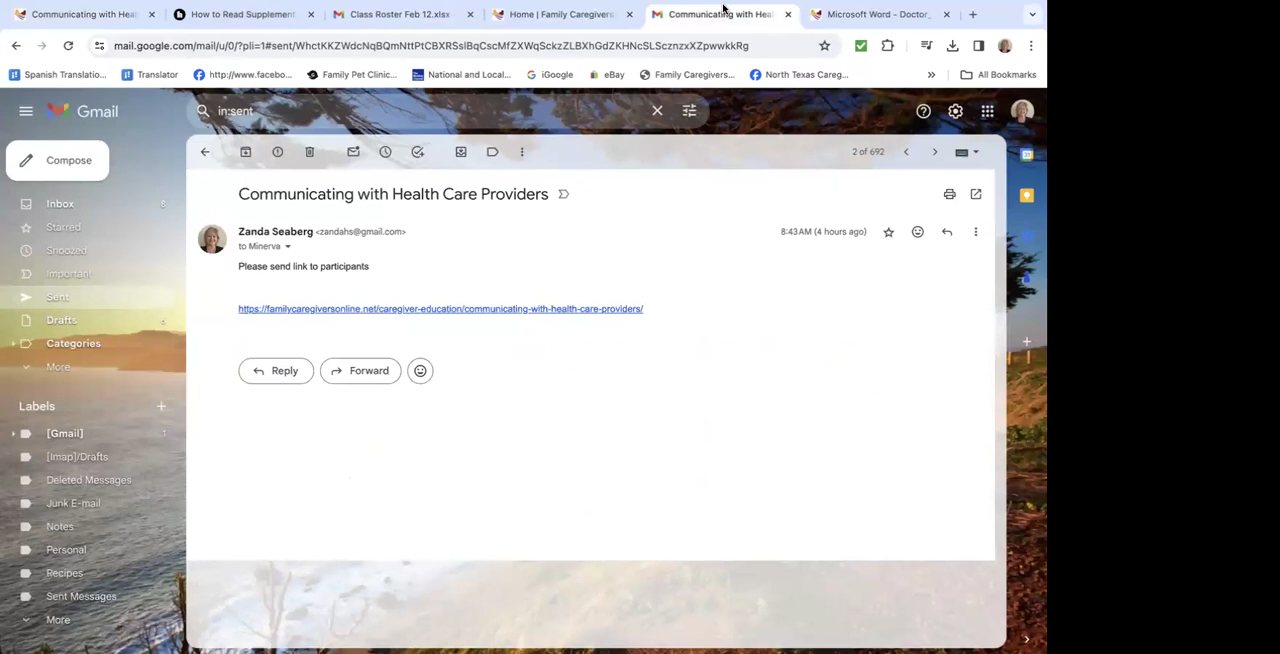 Communicating with Heal
How to Read Supplement
Class Roster Feb 12.xlsx
Home | Family Caregivers
Communicating with Heal
Microsoft Word - Doctor_
mail.google.com/mail/u/0/?pli=1#sent/WhctKKZWdcNqBQmNttPtCBXRSslBqCscMfZXWqSckzZLBXhGdZKHNcSLScznzxXZpwwkkRg
Spanish Translatio...
Translator
http://www.facebo...
Family Pet Clinic...
National and Local...
iGoogle
eBay
Family Caregivers...
North Texas Careg...
»
All Bookmarks
Gmail
in:sent
Compose
2 of 692
Inbox 8
Starred
Snoozed
Important
Sent
Drafts
Categories
More
Labels
[Gmail] 1
[Imap]/Drafts
Deleted Messages
Junk E-mail
Notes
Personal
Recipes
Sent Messages
More
Communicating with Health Care Providers
Zanda Seaberg <zandahs@gmail.com>
8:43 AM (4 hours ago)
to Minerva
Please send link to participants
https://familycaregiversonline.net/caregiver-education/communicating-with-health-care-providers/
Reply
Forward